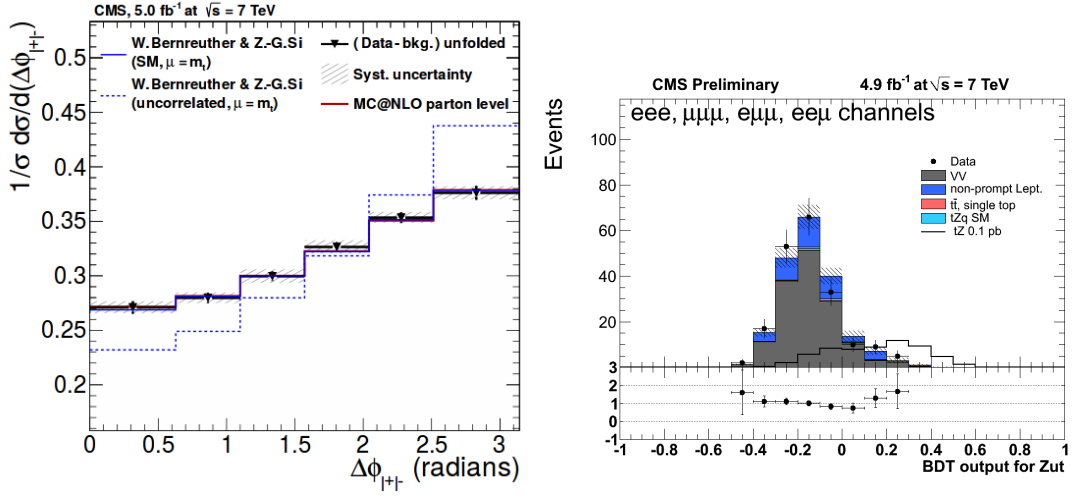 CMS, 5.0 fb⁻¹ at √s = 7 TeV
1/σ dσ/d(Δϕ_l+l-)
W.Bernreuther & Z.-G.Si
(SM, μ = m_t)
W.Bernreuther & Z.-G.Si
(uncorrelated, μ = m_t)
(Data-bkg.) unfolded
Syst. uncertainty
MC@NLO parton level
0.5
0.45
0.4
0.35
0.3
0.25
0.2
0 0.5 1 1.5 2 2.5 3
Δϕ_l+l- (radians)
CMS Preliminary 4.9 fb⁻¹ at √s = 7 TeV
eee, μμμ, eμμ, eeμ channels
Events
Data
VV
non-prompt Lept.
tt̄, single top
tZq SM
tZ 0.1 pb
100
80
60
40
20
3
2
1
0
-1
-1 -0.8 -0.6 -0.4 -0.2 0 0.2 0.4 0.6 0.8 1
BDT output for Zut